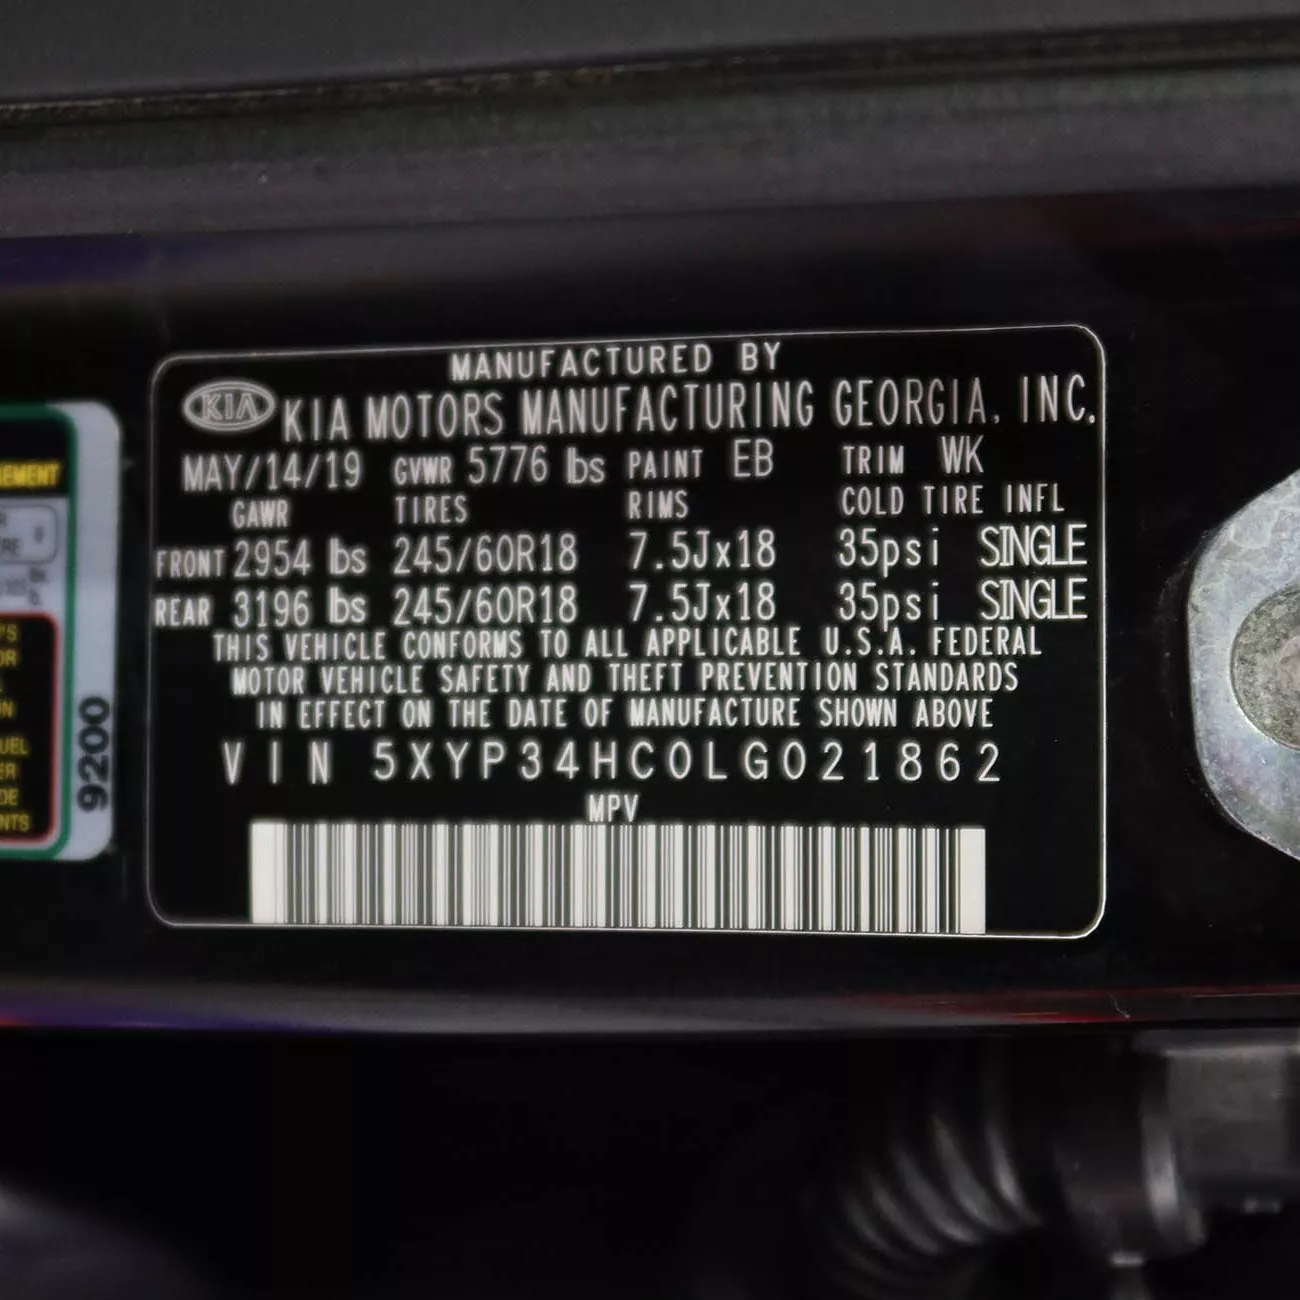 MANUFACTURED BY
KIA KIA MOTORS MANUFACTURING GEORGIA, INC.
MAY/14/19 GVWR 5776 lbs PAINT EB TRIM WK
GAWR TIRES RIMS COLD TIRE INFL
FRONT 2954 lbs 245/60R18 7.5Jx18 35psi SINGLE
REAR 3196 lbs 245/60R18 7.5Jx18 35psi SINGLE
THIS VEHICLE CONFORMS TO ALL APPLICABLE U.S.A. FEDERAL
MOTOR VEHICLE SAFETY AND THEFT PREVENTION STANDARDS
IN EFFECT ON THE DATE OF MANUFACTURE SHOWN ABOVE
VIN 5XYP34HC0LG021862
MPV
9200